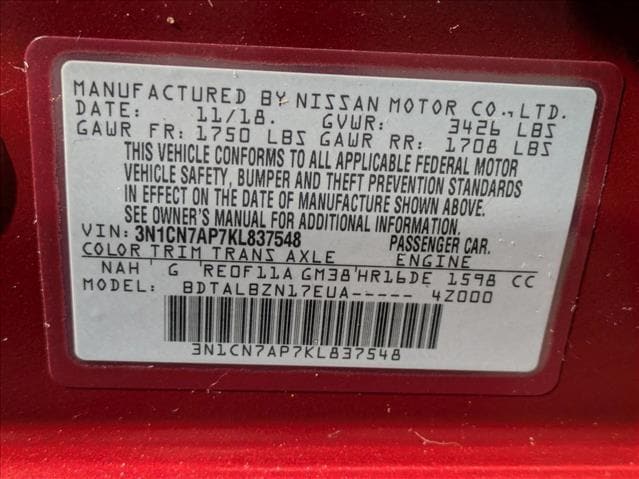 MANUFACTURED BY NISSAN MOTOR CO., LTD.
DATE: 11/18. GVWR: 3426 LBS
GAWR FR: 1750 LBS GAWR RR: 1708 LBS
THIS VEHICLE CONFORMS TO ALL APPLICABLE FEDERAL MOTOR
VEHICLE SAFETY, BUMPER AND THEFT PREVENTION STANDARDS
IN EFFECT ON THE DATE OF MANUFACTURE SHOWN ABOVE.
SEE OWNER'S MANUAL FOR ADDITIONAL INFORMATION.
VIN: 3N1CN7AP7KL837548 PASSENGER CAR.
COLOR TRIM TRANS AXLE ENGINE
NAH G RE0F11A GM38 HR16DE 1598 CC
MODEL: BDTALBZN17EUA----- 4Z000
3N1CN7AP7KL837548